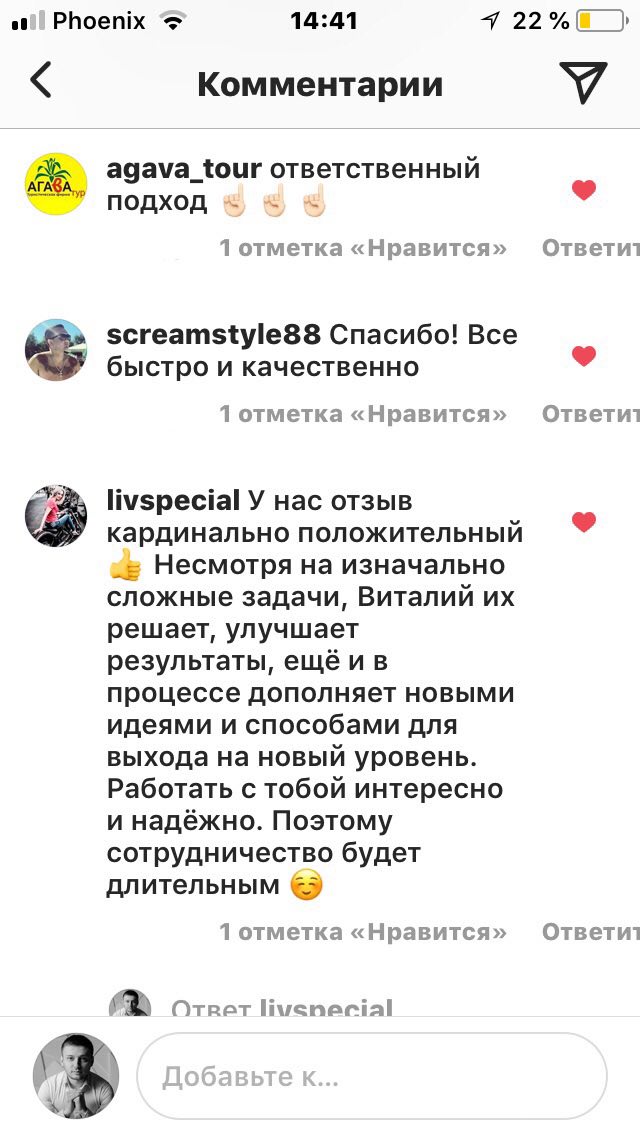 Phoenix 14:41 22 %
Комментарии
АГАВА тур
Туристическая фирма
agava_tour ответственный
подход ☝🏻 ☝🏻 ☝🏻
1 отметка «Нравится» Ответит
screamstyle88 Спасибо! Все
быстро и качественно
1 отметка «Нравится» Ответит
livspecial У нас отзыв
кардинально положительный
👍 Несмотря на изначально
сложные задачи, Виталий их
решает, улучшает
результаты, ещё и в
процессе дополняет новыми
идеями и способами для
выхода на новый уровень.
Работать с тобой интересно
и надёжно. Поэтому
сотрудничество будет
длительным ☺️
1 отметка «Нравится» Ответит
Ответ livspecial
Добавьте к...